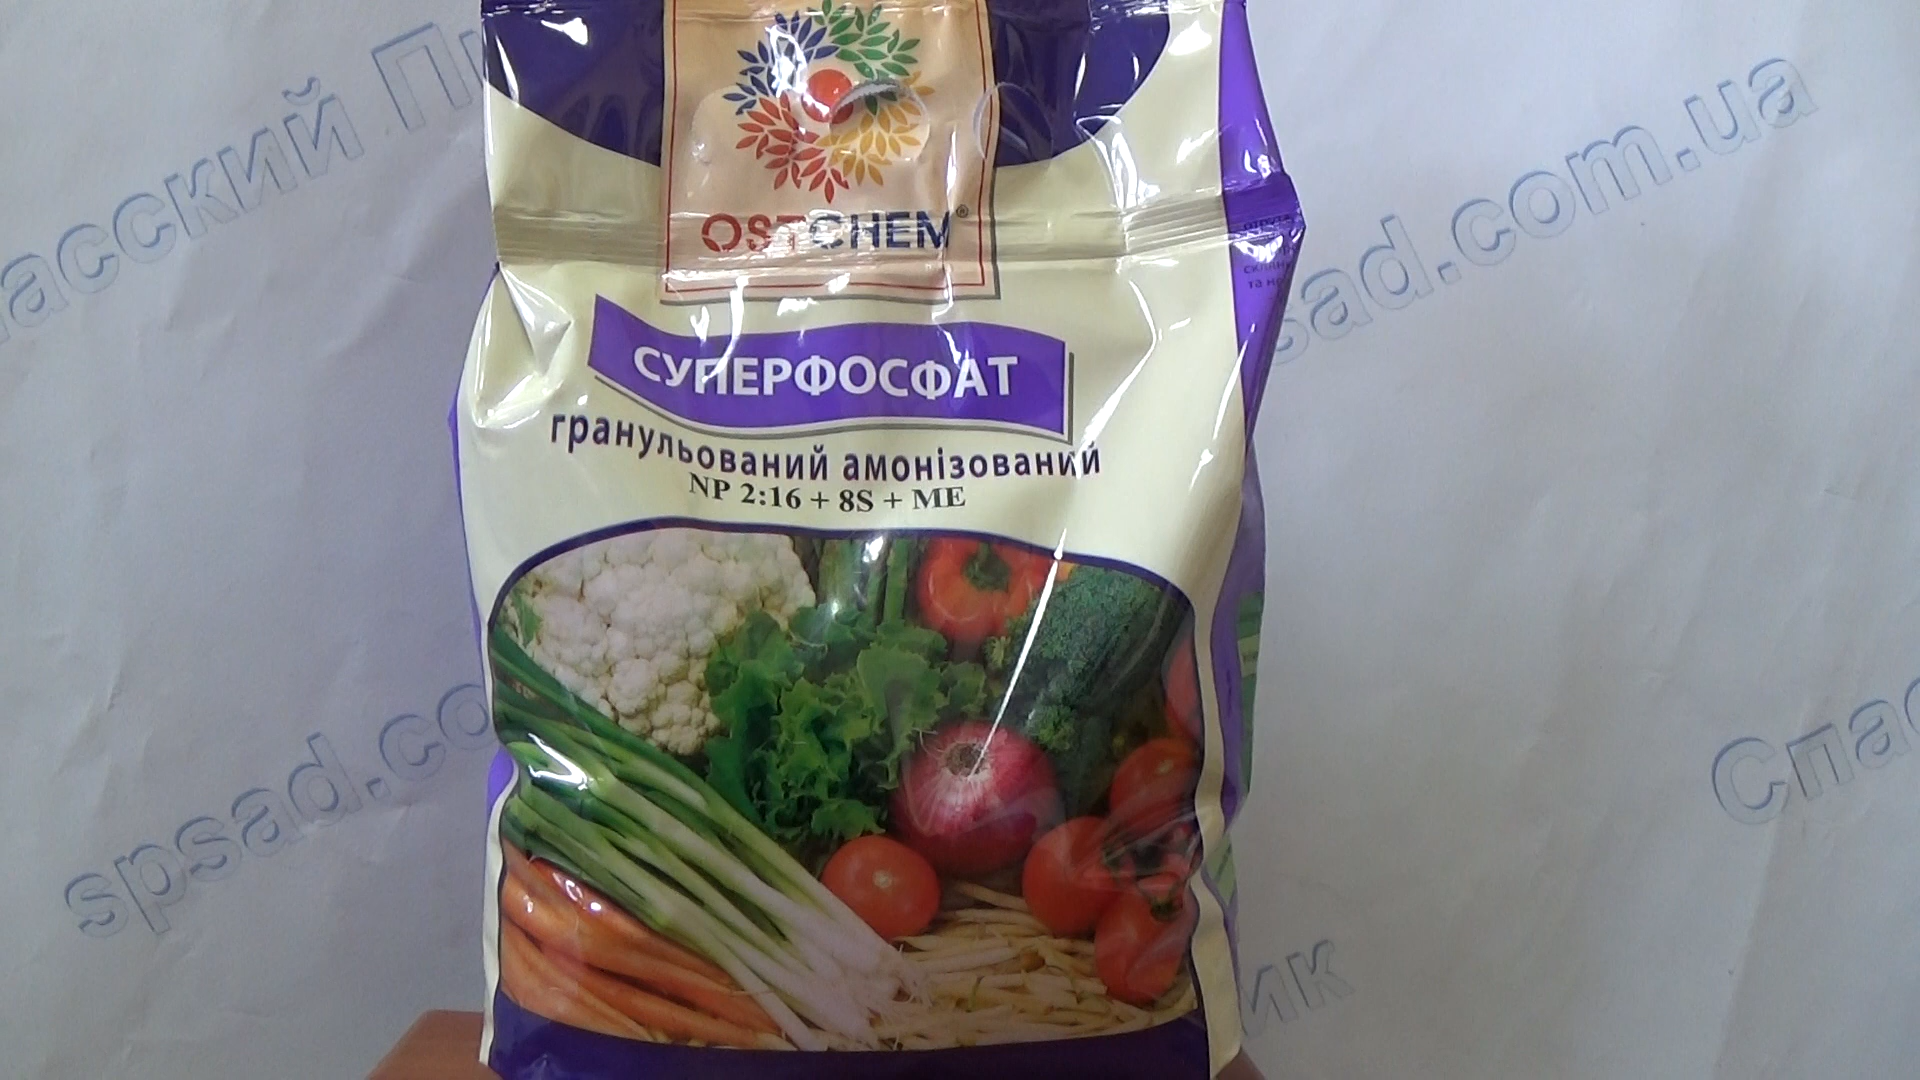 OSTCHEM®
СУПЕРФОСФАТ
гранульований амонізований
NP 2:16 + 8S + ME
spsad.com.ua